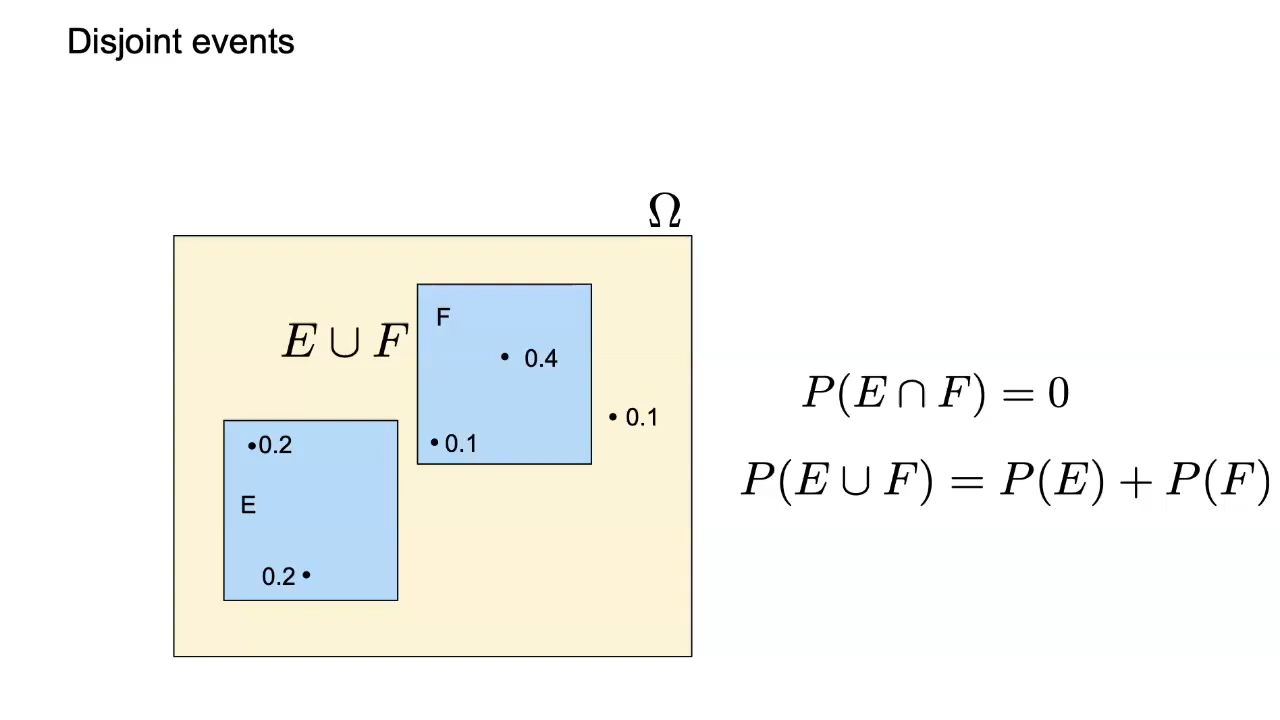 Disjoint events
Ω
F
E ∪ F
• 0.4
P(E ∩ F) = 0
• 0.1
•0.2
• 0.1
P(E ∪ F) = P(E) + P(F)
E
0.2 •